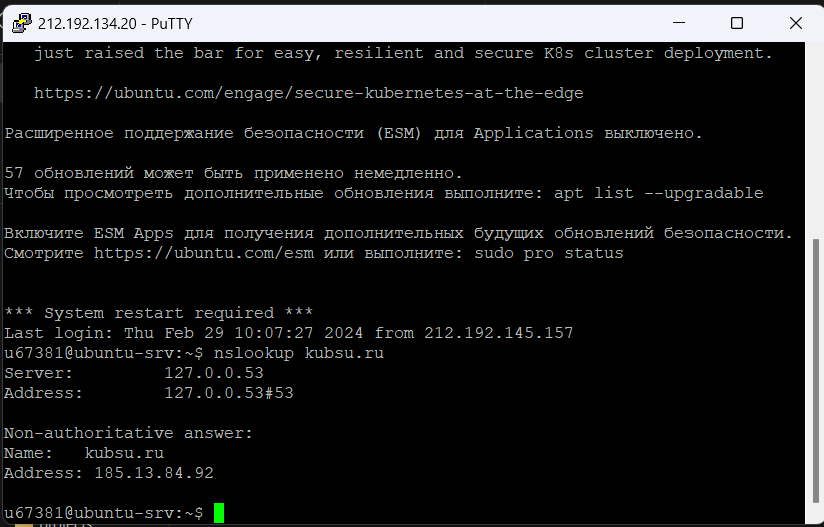 212.192.134.20 - PuTTY
just raised the bar for easy, resilient and secure K8s cluster deployment.
https://ubuntu.com/engage/secure-kubernetes-at-the-edge
Расширенное поддержание безопасности (ESM) для Applications выключено.
57 обновлений может быть применено немедленно.
Чтобы просмотреть дополнительные обновления выполните: apt list --upgradable
Включите ESM Apps для получения дополнительных будущих обновлений безопасности.
Смотрите https://ubuntu.com/esm или выполните: sudo pro status
*** System restart required ***
Last login: Thu Feb 29 10:07:27 2024 from 212.192.145.157
u67381@ubuntu-srv:~$ nslookup kubsu.ru
Server: 127.0.0.53
Address: 127.0.0.53#53
Non-authoritative answer:
Name: kubsu.ru
Address: 185.13.84.92
u67381@ubuntu-srv:~$